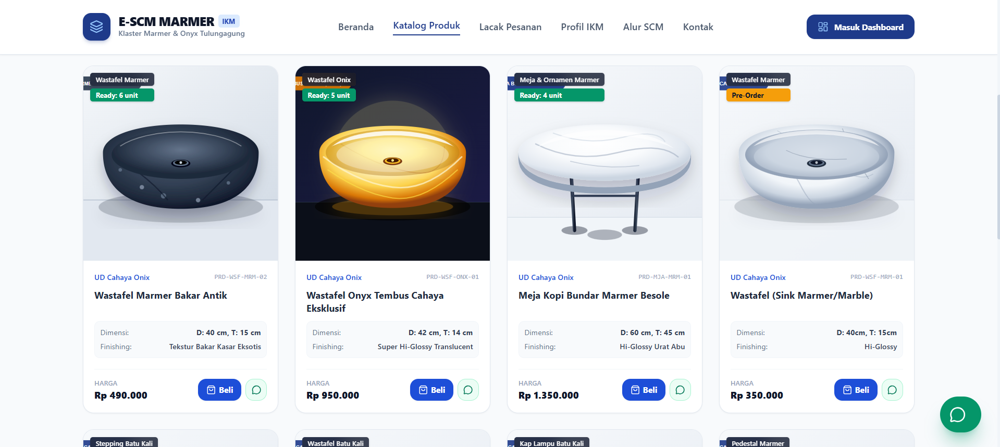 E-SCM MARMER IKM
Klaster Marmer & Onyx Tulungagung
Beranda
Katalog Produk
Lacak Pesanan
Profil IKM
Alur SCM
Kontak
Masuk Dashboard
Wastafel Marmer
Ready: 6 unit
UD Cahaya Onix
PRD-WSF-MRM-02
Wastafel Marmer Bakar Antik
Dimensi:
D: 40 cm, T: 15 cm
Finishing:
Tekstur Bakar Kasar Eksotis
HARGA
Rp 490.000
Beli
Wastafel Onix
Ready: 5 unit
UD Cahaya Onix
PRD-WSF-ONX-01
Wastafel Onyx Tembus Cahaya
Eksklusif
Dimensi:
D: 42 cm, T: 14 cm
Finishing:
Super Hi-Glossy Translucent
HARGA
Rp 950.000
Beli
Meja & Ornamen Marmer
Ready: 4 unit
UD Cahaya Onix
PRD-MJA-MRM-01
Meja Kopi Bundar Marmer Besole
Dimensi:
D: 60 cm, T: 45 cm
Finishing:
Hi-Glossy Urat Abu
HARGA
Rp 1.350.000
Beli
Wastafel Marmer
Pre-Order
UD Cahaya Onix
PRD-WSF-MRM-01
Wastafel (Sink Marmer/Marble)
Dimensi:
D: 40cm, T: 15cm
Finishing:
Hi-Glossy
HARGA
Rp 350.000
Beli
Stepping Batu Kali
Wastafel Batu Kali
Kap Lampu Batu Kali
Pedestal Marmer